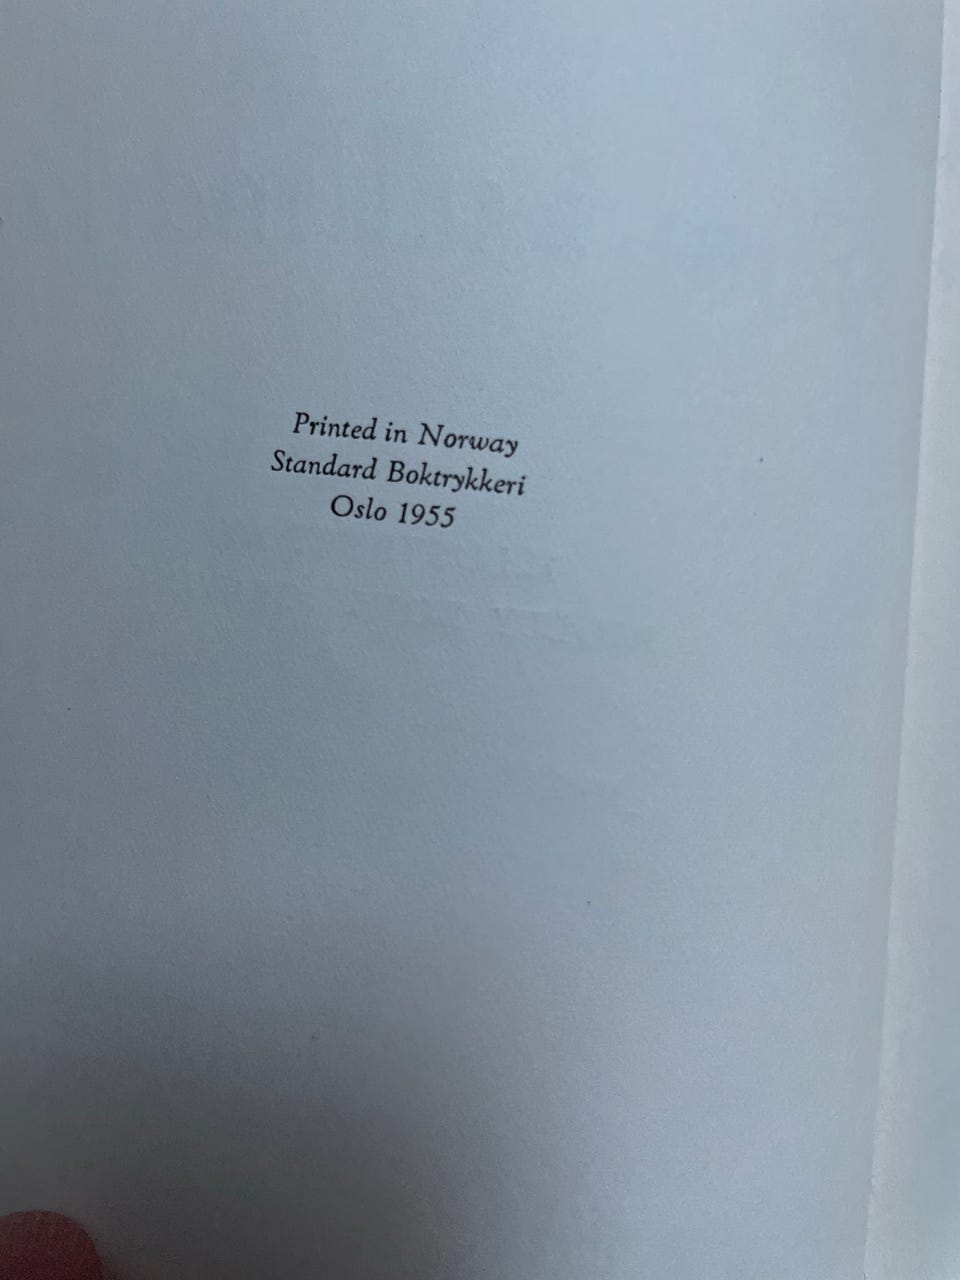 Printed in Norway
Standard Boktrykkeri
Oslo 1955